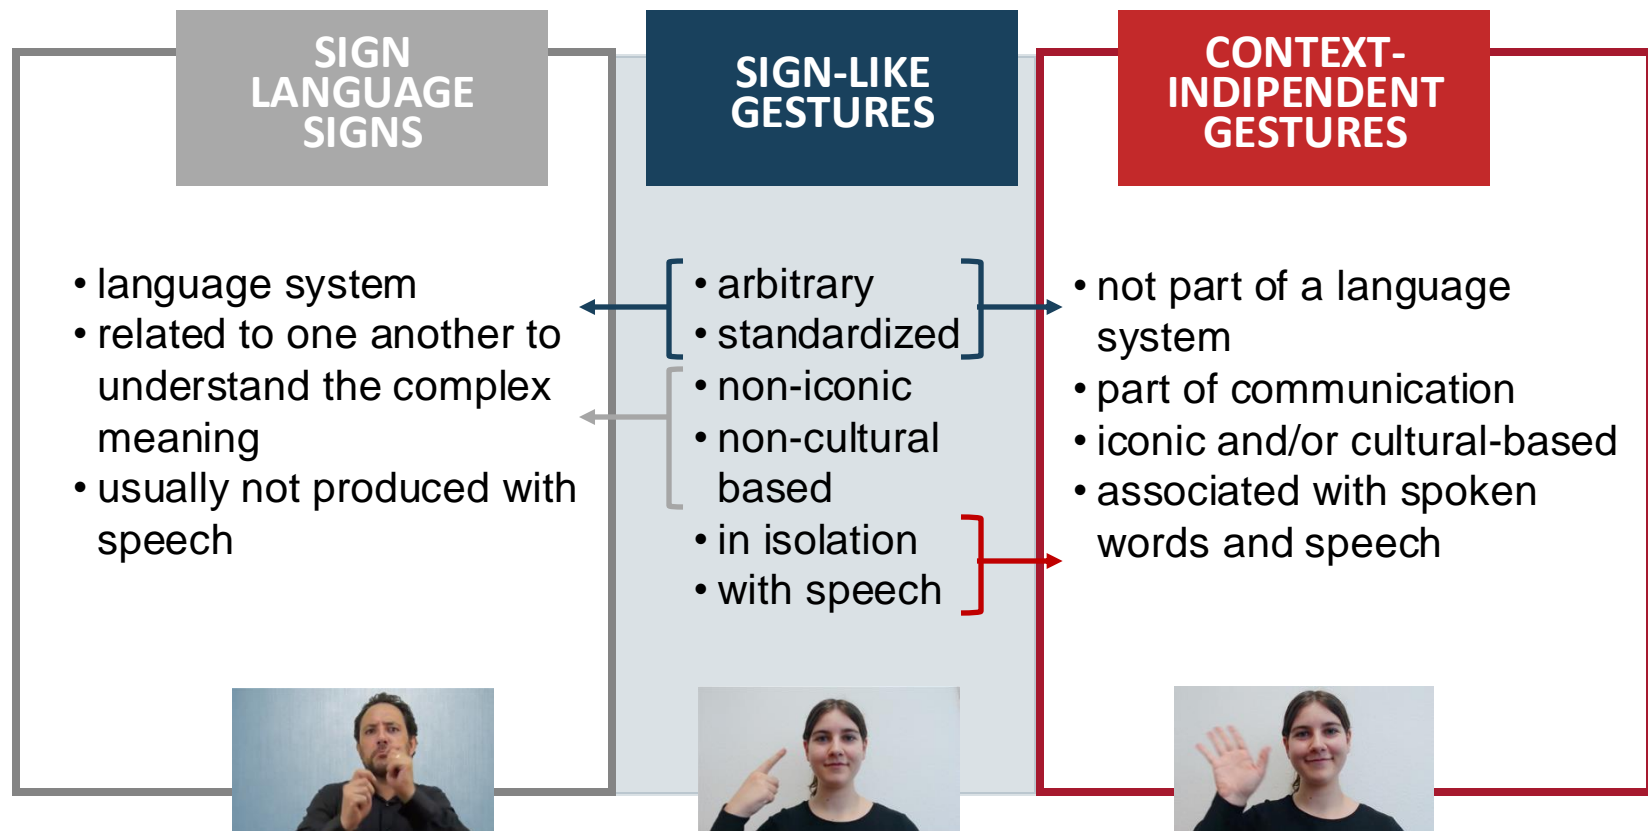 SIGN
LANGUAGE
SIGNS
• language system
• related to one another to
understand the complex
meaning
• usually not produced with
speech
SIGN-LIKE
GESTURES
• arbitrary
• standardized
• non-iconic
• non-cultural
based
• in isolation
• with speech
CONTEXT-
INDIPENDENT
GESTURES
• not part of a language
system
• part of communication
• iconic and/or cultural-based
• associated with spoken
words and speech